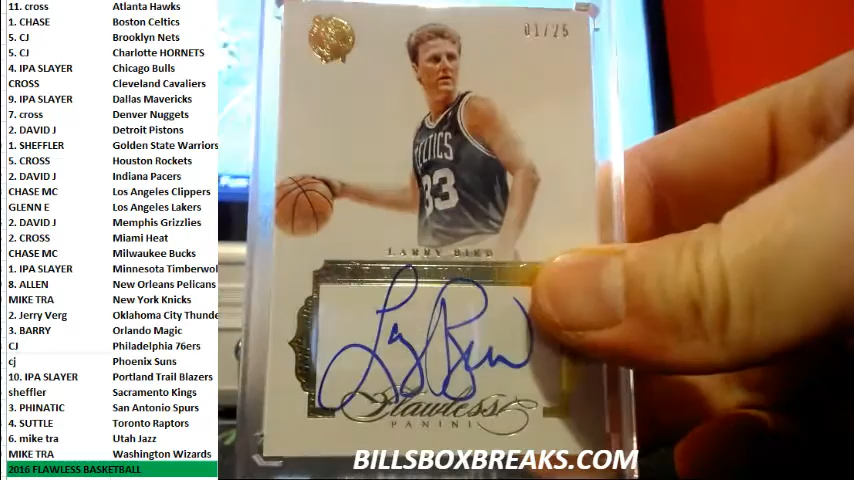 11. cross Atlanta Hawks
1. CHASE Boston Celtics
5. CJ Brooklyn Nets
5. CJ Charlotte HORNETS
4. IPA SLAYER Chicago Bulls
CROSS Cleveland Cavaliers
9. IPA SLAYER Dallas Mavericks
7. cross Denver Nuggets
2. DAVID J Detroit Pistons
1. SHEFFLER Golden State Warriors
5. CROSS Houston Rockets
2. DAVID J Indiana Pacers
CHASE MC Los Angeles Clippers
GLENN E Los Angeles Lakers
2. DAVID J Memphis Grizzlies
2. CROSS Miami Heat
CHASE MC Milwaukee Bucks
1. IPA SLAYER Minnesota Timberwol
8. ALLEN New Orleans Pelicans
MIKE TRA New York Knicks
2. Jerry Verg Oklahoma City Thunde
3. BARRY Orlando Magic
CJ Philadelphia 76ers
cj Phoenix Suns
10. IPA SLAYER Portland Trail Blazers
sheffler Sacramento Kings
3. PHINATIC San Antonio Spurs
4. SUTTLE Toronto Raptors
6. mike tra Utah Jazz
MIKE TRA Washington Wizards
2016 FLAWLESS BASKETBALL
01/25
CELTICS
33
LARRY BIRD
Larry Bird
Flawless
PANINI
BILLSBOXBREAKS.COM